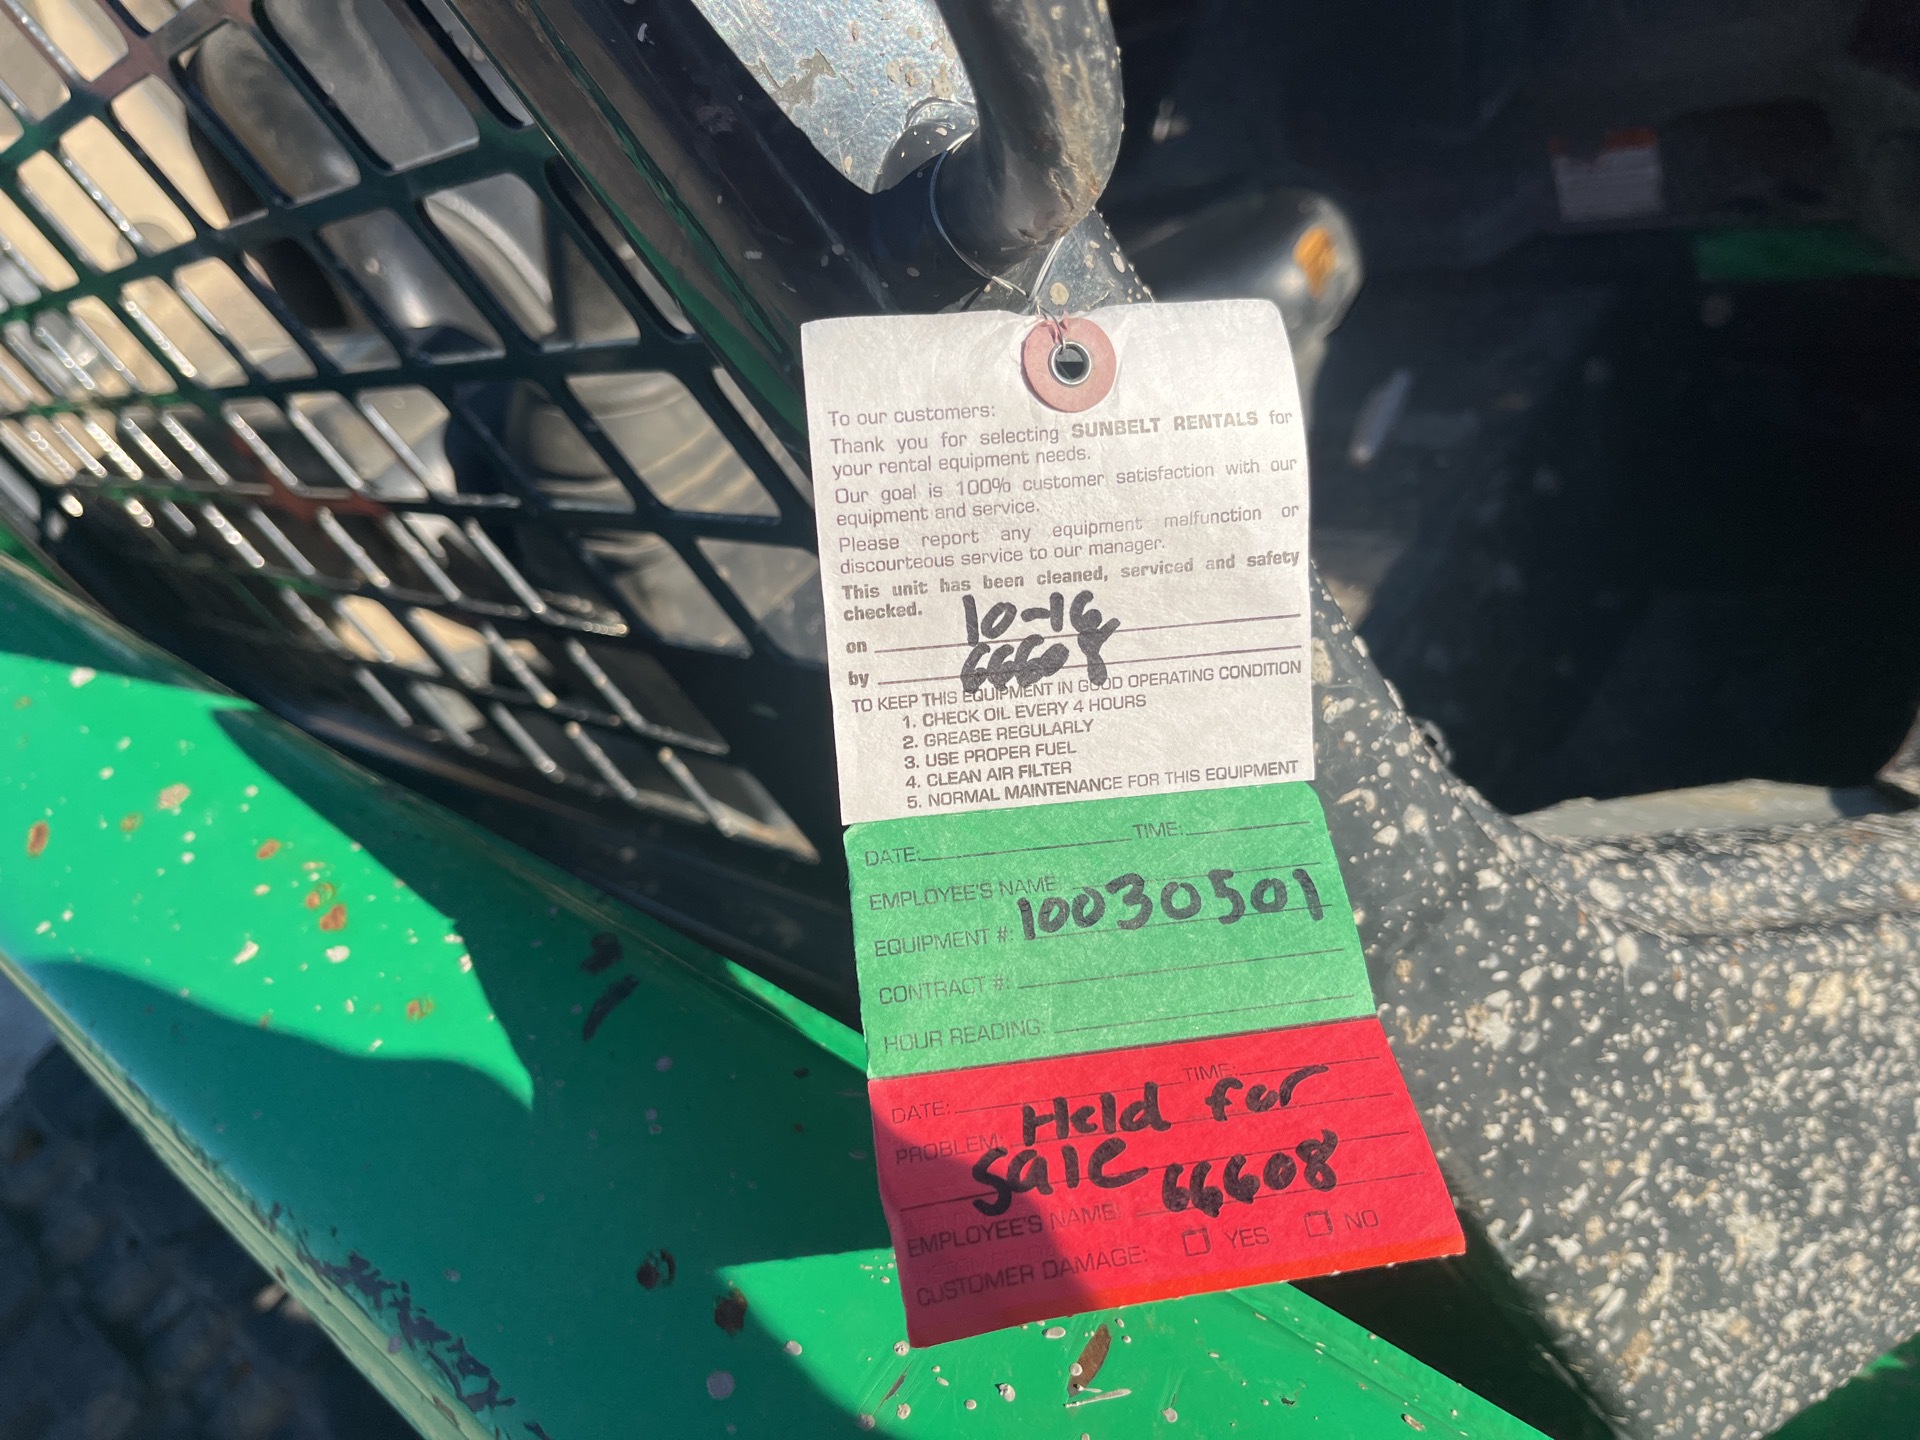 To our customers:
Thank you for selecting SUNBELT RENTALS for
your rental equipment needs.
Our goal is 100% customer satisfaction with our
equipment and service.
Please report any equipment malfunction or
discourteous service to our manager.
This unit has been cleaned, serviced and safety
checked.
on 10-16
by 66608
TO KEEP THIS EQUIPMENT IN GOOD OPERATING CONDITION
1. CHECK OIL EVERY 4 HOURS
2. GREASE REGULARLY
3. USE PROPER FUEL
4. CLEAN AIR FILTER
5. NORMAL MAINTENANCE FOR THIS EQUIPMENT
DATE: TIME:
EMPLOYEE'S NAME
EQUIPMENT #: 10030501
CONTRACT #:
HOUR READING:
DATE: TIME:
PROBLEM: Held for
Sale
EMPLOYEE'S NAME: 66608
CUSTOMER DAMAGE: YES NO